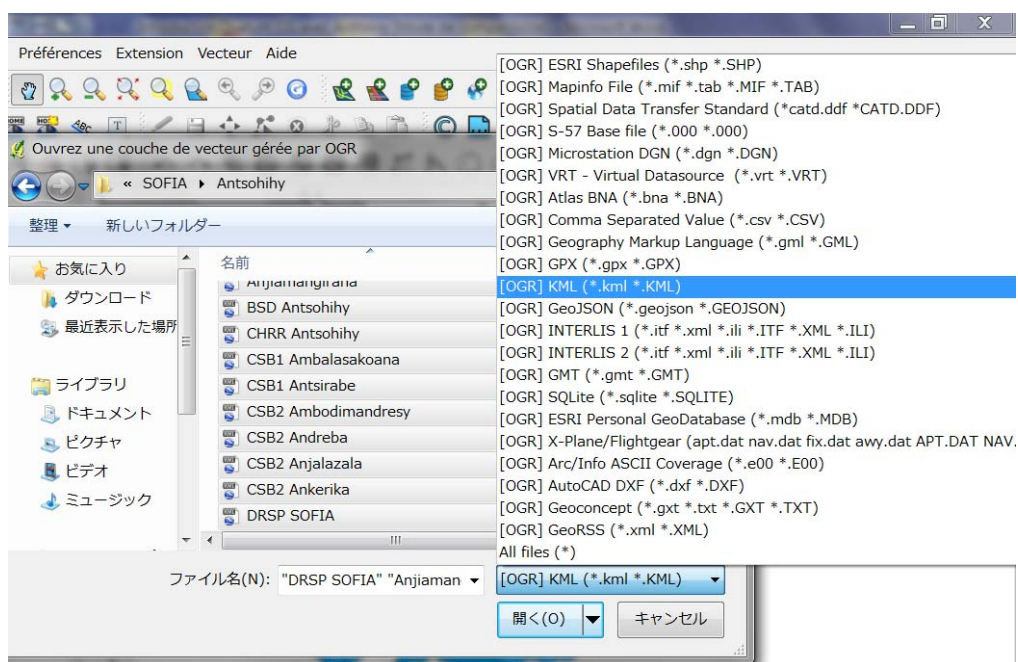 Préférences Extension Vecteur Aide
Ouvrez une couche de vecteur gérée par OGR
« SOFIA ▸ Antsohihy
整理 ▾ 新しいフォルダー
お気に入り
ダウンロード
最近表示した場所
ライブラリ
ドキュメント
ピクチャ
ビデオ
ミュージック
名前
Anjiamangirana
BSD Antsohihy
CHRR Antsohihy
CSB1 Ambalasakoana
CSB1 Antsirabe
CSB2 Ambodimandresy
CSB2 Andreba
CSB2 Anjalazala
CSB2 Ankerika
DRSP SOFIA
[OGR] ESRI Shapefiles (*.shp *.SHP)
[OGR] Mapinfo File (*.mif *.tab *.MIF *.TAB)
[OGR] Spatial Data Transfer Standard (*catd.ddf *CATD.DDF)
[OGR] S-57 Base file (*.000 *.000)
[OGR] Microstation DGN (*.dgn *.DGN)
[OGR] VRT - Virtual Datasource (*.vrt *.VRT)
[OGR] Atlas BNA (*.bna *.BNA)
[OGR] Comma Separated Value (*.csv *.CSV)
[OGR] Geography Markup Language (*.gml *.GML)
[OGR] GPX (*.gpx *.GPX)
[OGR] KML (*.kml *.KML)
[OGR] GeoJSON (*.geojson *.GEOJSON)
[OGR] INTERLIS 1 (*.itf *.xml *.ili *.ITF *.XML *.ILI)
[OGR] INTERLIS 2 (*.itf *.xml *.ili *.ITF *.XML *.ILI)
[OGR] GMT (*.gmt *.GMT)
[OGR] SQLite (*.sqlite *.SQLITE)
[OGR] ESRI Personal GeoDatabase (*.mdb *.MDB)
[OGR] X-Plane/Flightgear (apt.dat nav.dat fix.dat awy.dat APT.DAT NAV.
[OGR] Arc/Info ASCII Coverage (*.e00 *.E00)
[OGR] AutoCAD DXF (*.dxf *.DXF)
[OGR] Geoconcept (*.gxt *.txt *.GXT *.TXT)
[OGR] GeoRSS (*.xml *.XML)
All files (*)
ファイル名(N): "DRSP SOFIA" "Anjiaman
[OGR] KML (*.kml *.KML)
開く(O) キャンセル